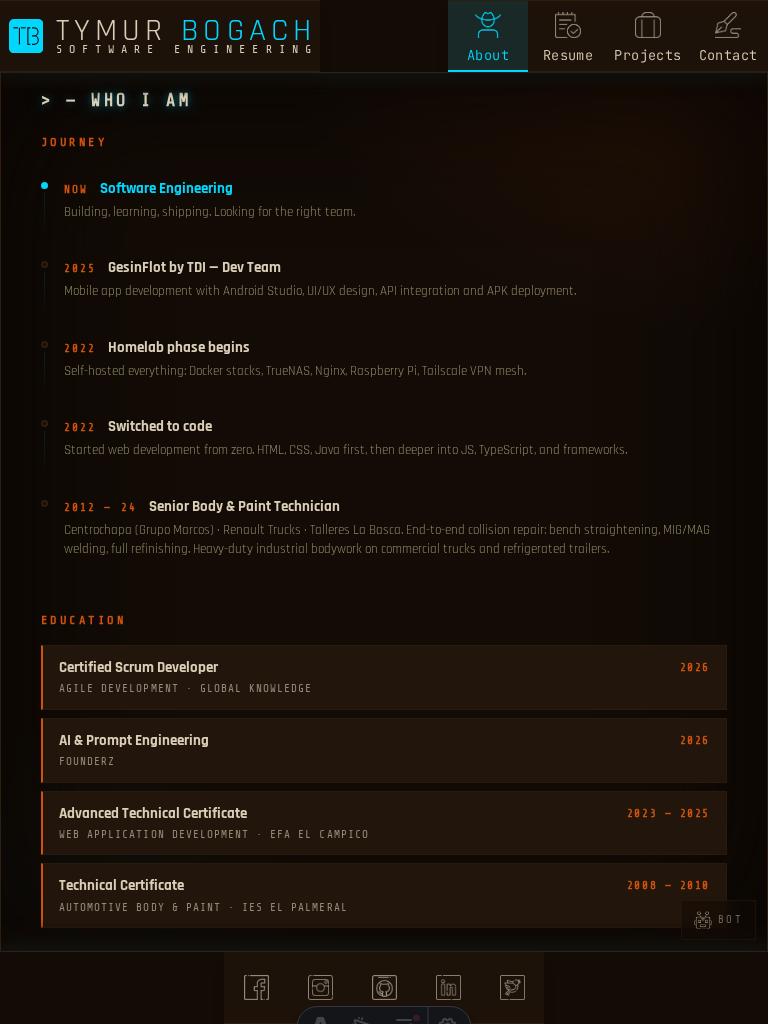 TB TYMUR BOGACH
SOFTWARE ENGINEERING
About Resume Projects Contact
> — WHO I AM
JOURNEY
NOW Software Engineering
Building, learning, shipping. Looking for the right team.
2025 GesinFlot by TDI — Dev Team
Mobile app development with Android Studio, UI/UX design, API integration and APK deployment.
2022 Homelab phase begins
Self-hosted everything: Docker stacks, TrueNAS, Nginx, Raspberry Pi, Tailscale VPN mesh.
2022 Switched to code
Started web development from zero. HTML, CSS, Java first, then deeper into JS, TypeScript, and frameworks.
2012 — 24 Senior Body & Paint Technician
Centrochapa (Grupo Marcos) · Renault Trucks · Talleres La Basca. End-to-end collision repair: bench straightening, MIG/MAG
welding, full refinishing. Heavy-duty industrial bodywork on commercial trucks and refrigerated trailers.
EDUCATION
Certified Scrum Developer 2026
AGILE DEVELOPMENT · GLOBAL KNOWLEDGE
AI & Prompt Engineering 2026
FOUNDERZ
Advanced Technical Certificate 2023 — 2025
WEB APPLICATION DEVELOPMENT · EFA EL CAMPICO
Technical Certificate 2008 — 2010
AUTOMOTIVE BODY & PAINT · IES EL PALMERAL
BOT